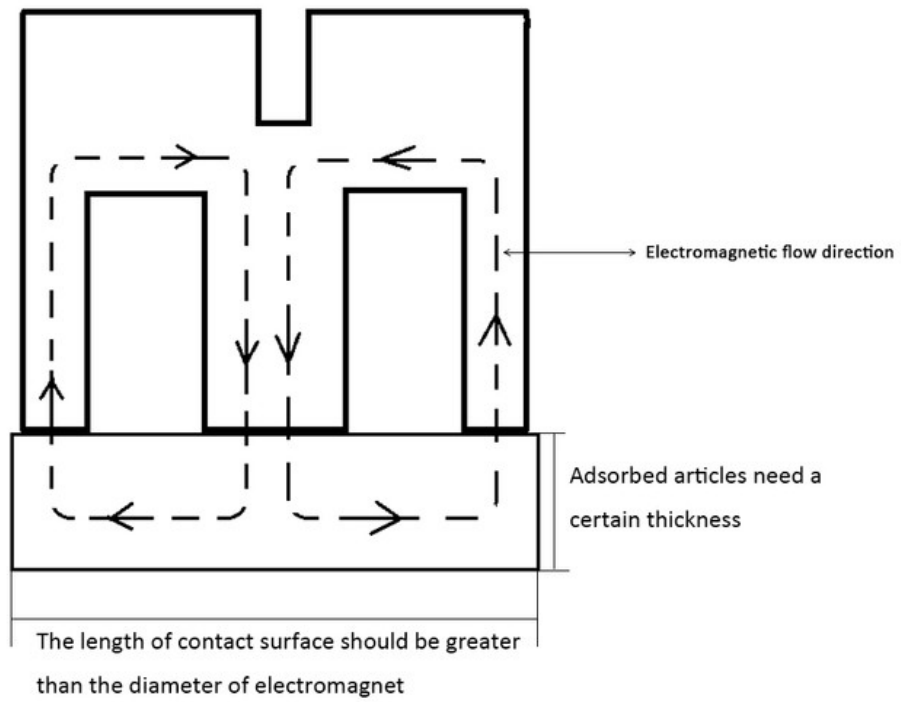 Electromagnetic flow direction
Adsorbed articles need a
certain thickness
The length of contact surface should be greater
than the diameter of electromagnet